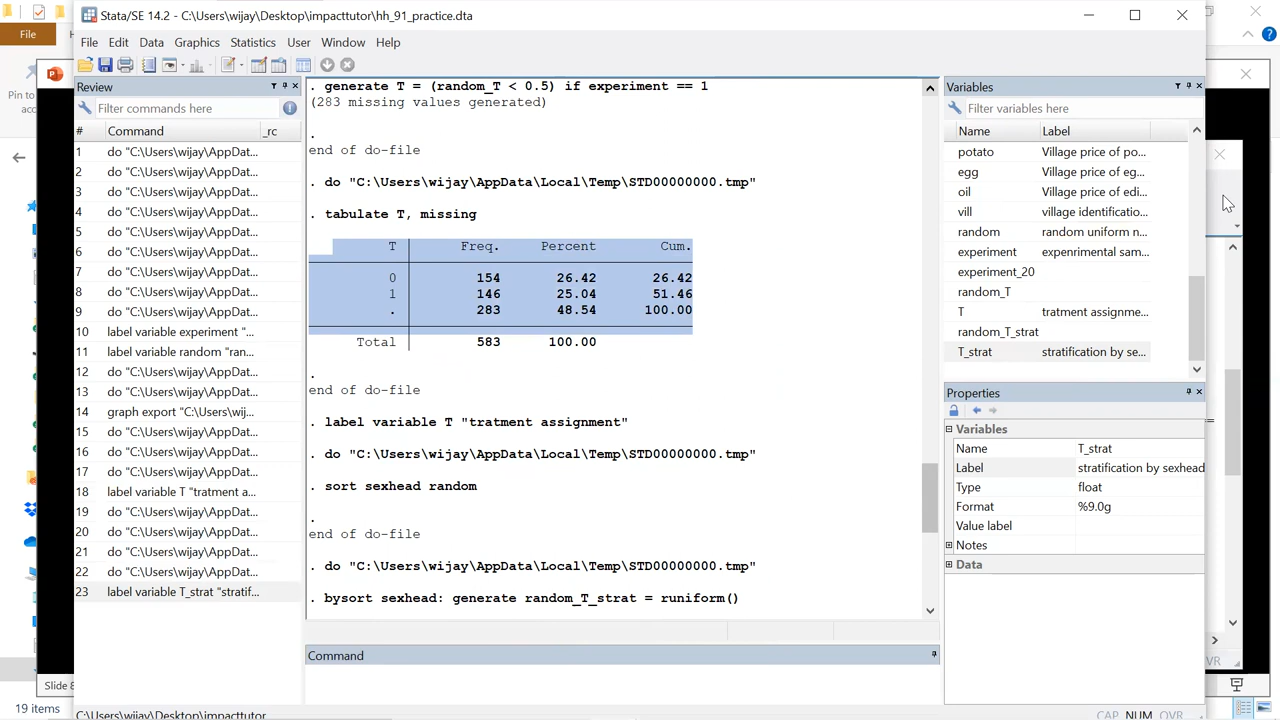 Stata/SE 14.2 - C:\Users\wijay\Desktop\impacttutor\hh_91_practice.dta
File
File Edit Data Graphics Statistics User Window Help
Pin to
Review
Filter commands here
# Command _rc
1 do "C:\Users\wijay\AppDat...
2 do "C:\Users\wijay\AppDat...
3 do "C:\Users\wijay\AppDat...
4 do "C:\Users\wijay\AppDat...
5 do "C:\Users\wijay\AppDat...
6 do "C:\Users\wijay\AppDat...
7 do "C:\Users\wijay\AppDat...
8 do "C:\Users\wijay\AppDat...
9 do "C:\Users\wijay\AppDat...
10 label variable experiment "...
11 label variable random "ran...
12 do "C:\Users\wijay\AppDat...
13 do "C:\Users\wijay\AppDat...
14 graph export "C:\Users\wij...
15 do "C:\Users\wijay\AppDat...
16 do "C:\Users\wijay\AppDat...
17 do "C:\Users\wijay\AppDat...
18 label variable T "tratment a...
19 do "C:\Users\wijay\AppDat...
20 do "C:\Users\wijay\AppDat...
21 do "C:\Users\wijay\AppDat...
22 do "C:\Users\wijay\AppDat...
23 label variable T_strat "stratif...
. generate T = (random_T < 0.5) if experiment == 1
(283 missing values generated)
.
end of do-file
. do "C:\Users\wijay\AppData\Local\Temp\STD00000000.tmp"
. tabulate T, missing
T Freq. Percent Cum.
0 154 26.42 26.42
1 146 25.04 51.46
. 283 48.54 100.00
Total 583 100.00
.
end of do-file
. label variable T "tratment assignment"
. do "C:\Users\wijay\AppData\Local\Temp\STD00000000.tmp"
. sort sexhead random
.
end of do-file
. do "C:\Users\wijay\AppData\Local\Temp\STD00000000.tmp"
. bysort sexhead: generate random_T_strat = runiform()
Command
Variables
Filter variables here
Name Label
potato Village price of po...
egg Village price of eg...
oil Village price of edi...
vill village identificatio...
random random uniform n...
experiment expenrimental sam...
experiment_20
random_T
T tratment assignme...
random_T_strat
T_strat stratification by se...
Properties
Variables
Name T_strat
Label stratification by sexhead
Type float
Format %9.0g
Value label
Notes
Data
Slide 8
19 items
C:\Users\wijay\Desktop\impacttutor
CAP NUM OVR
VR